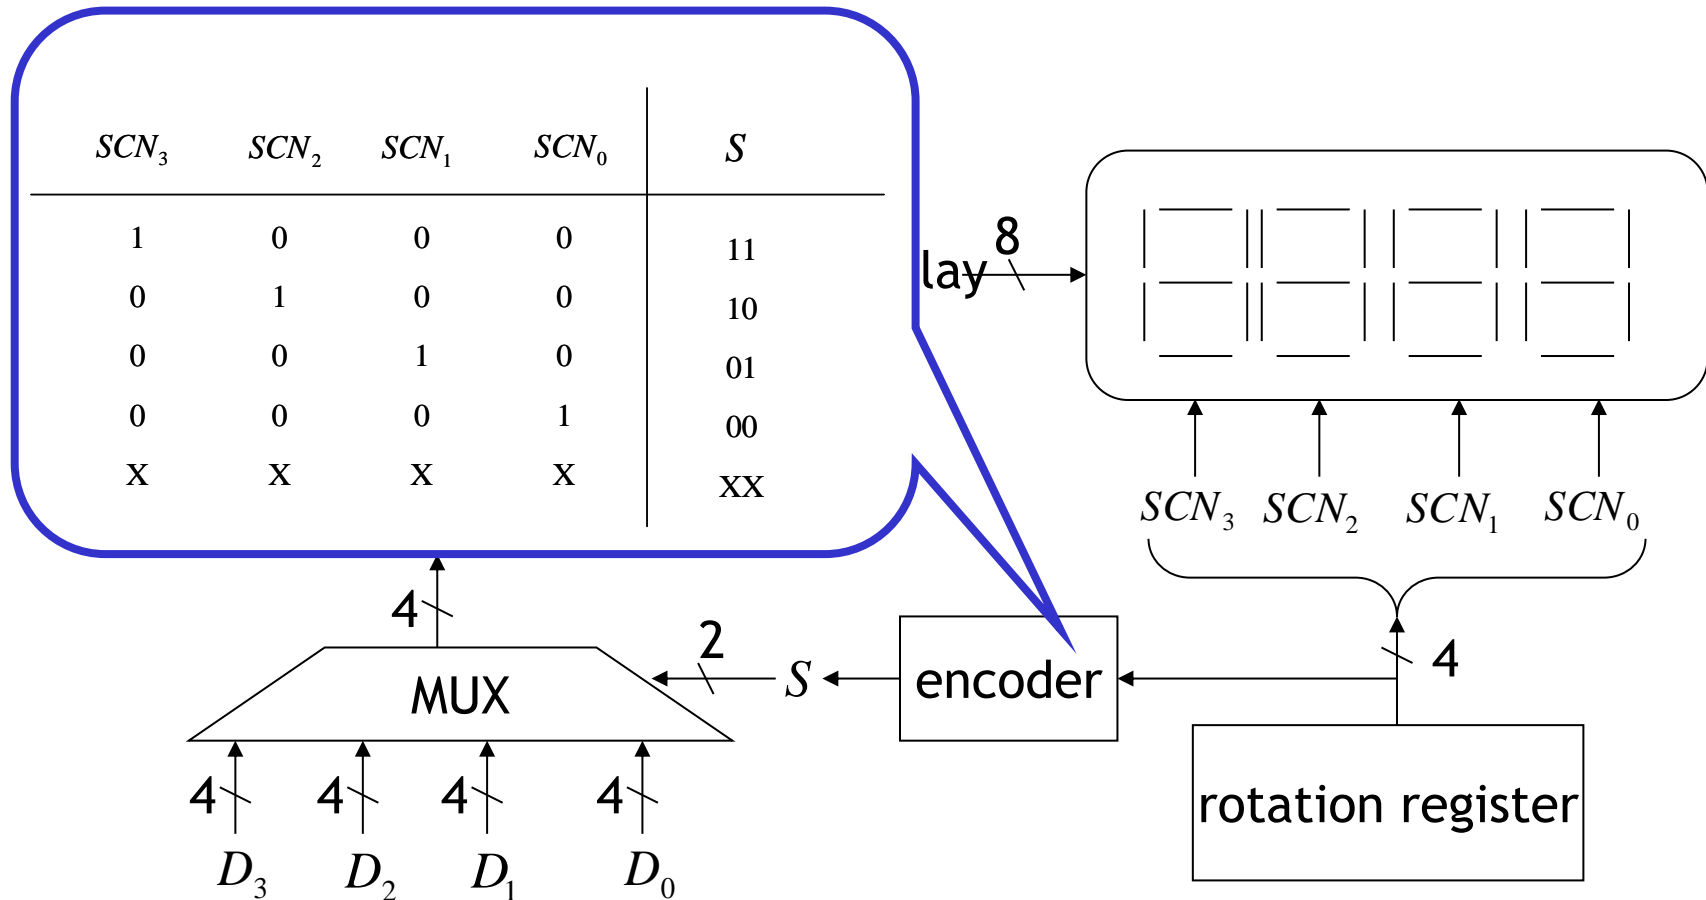 SCN₃ SCN₂ SCN₁ SCN₀ S
1 0 0 0 11
0 1 0 0 10
0 0 1 0 01
0 0 0 1 00
X X X X XX
lay 8
SCN₃ SCN₂ SCN₁ SCN₀
4
2
4
MUX
S
encoder
4 4 4 4
rotation register
D₃ D₂ D₁ D₀